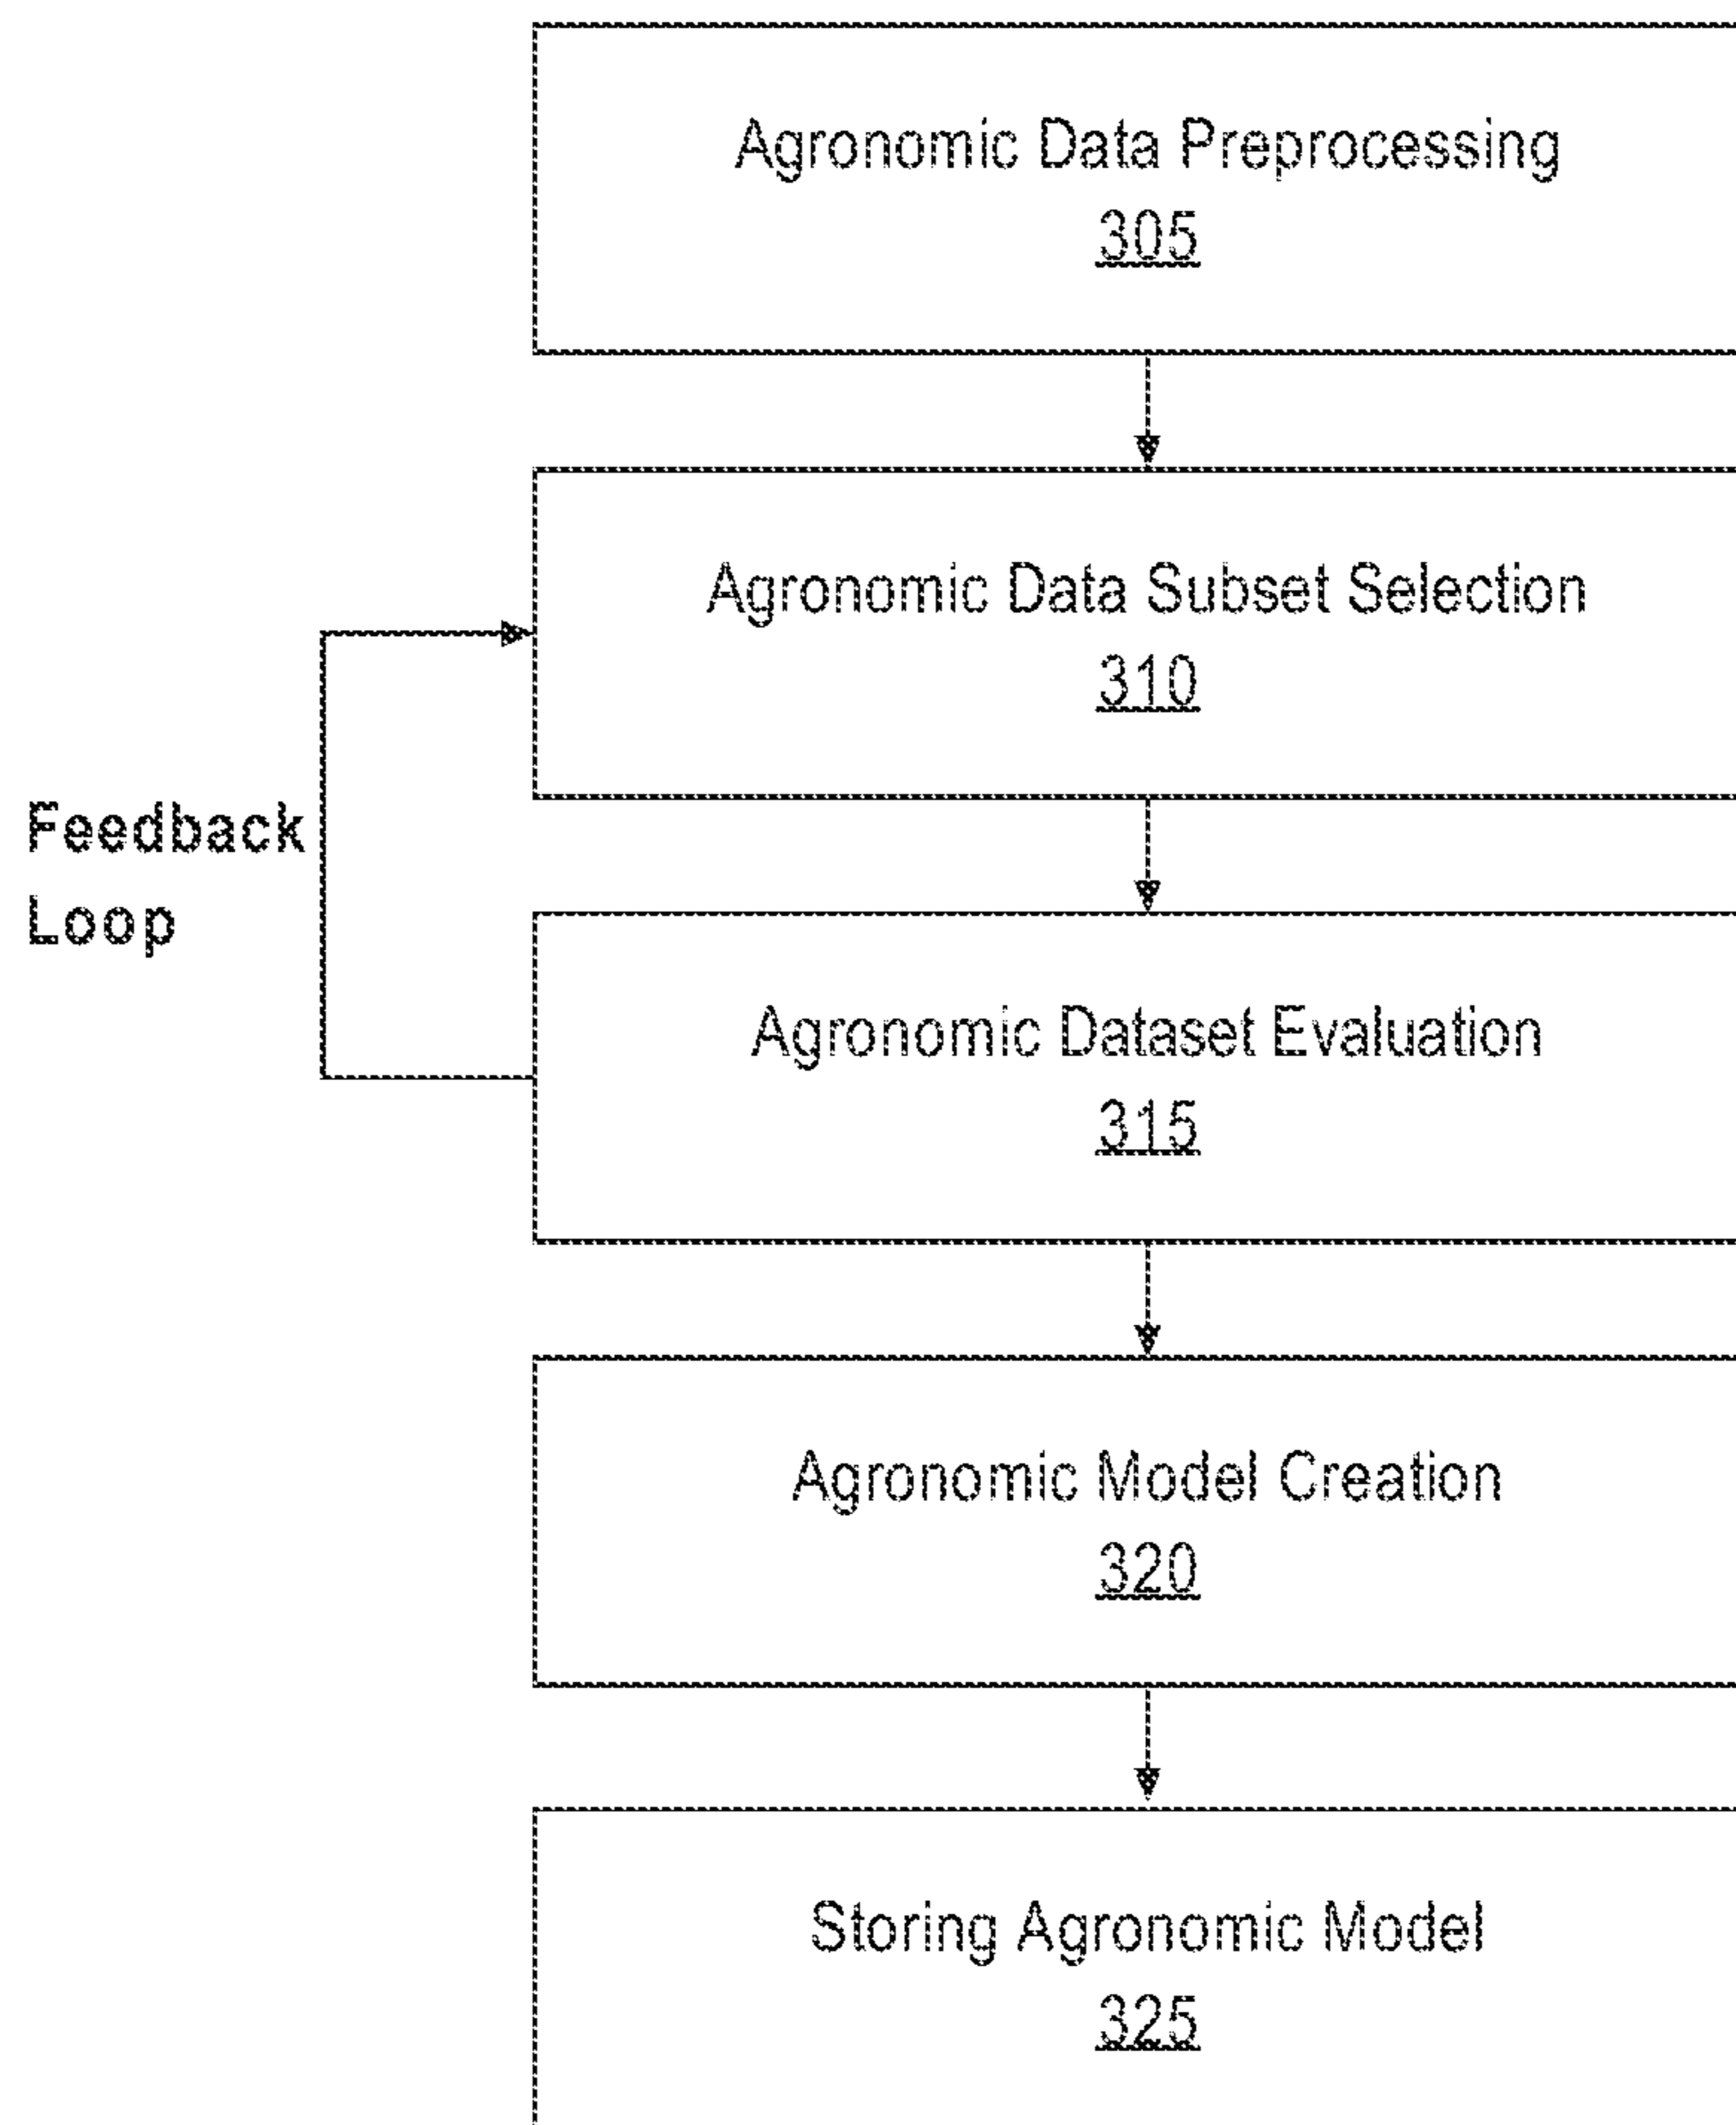 Agronomic Data Preprocessing
305
Agronomic Data Subset Selection
310
Feedback
Loop
Agronomic Dataset Evaluation
315
Agronomic Model Creation
320
Storing Agronomic Model
325